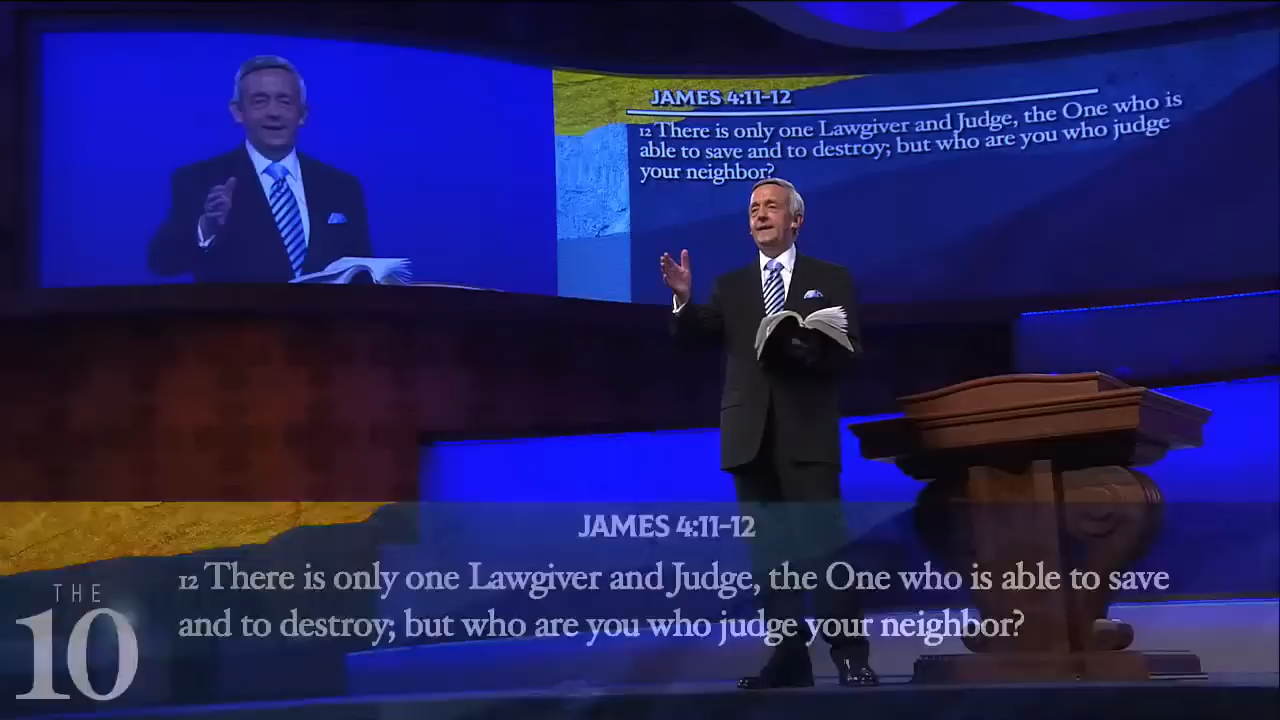 JAMES 4:11-12
12 There is only one Lawgiver and Judge, the One who is
able to save and to destroy; but who are you who judge
your neighbor?
JAMES 4:11-12
12 There is only one Lawgiver and Judge, the One who is able to save
and to destroy; but who are you who judge your neighbor?
THE
10